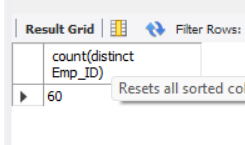 Result Grid Filter Rows:
count(distinct
Emp_ID)
60
Resets all sorted col